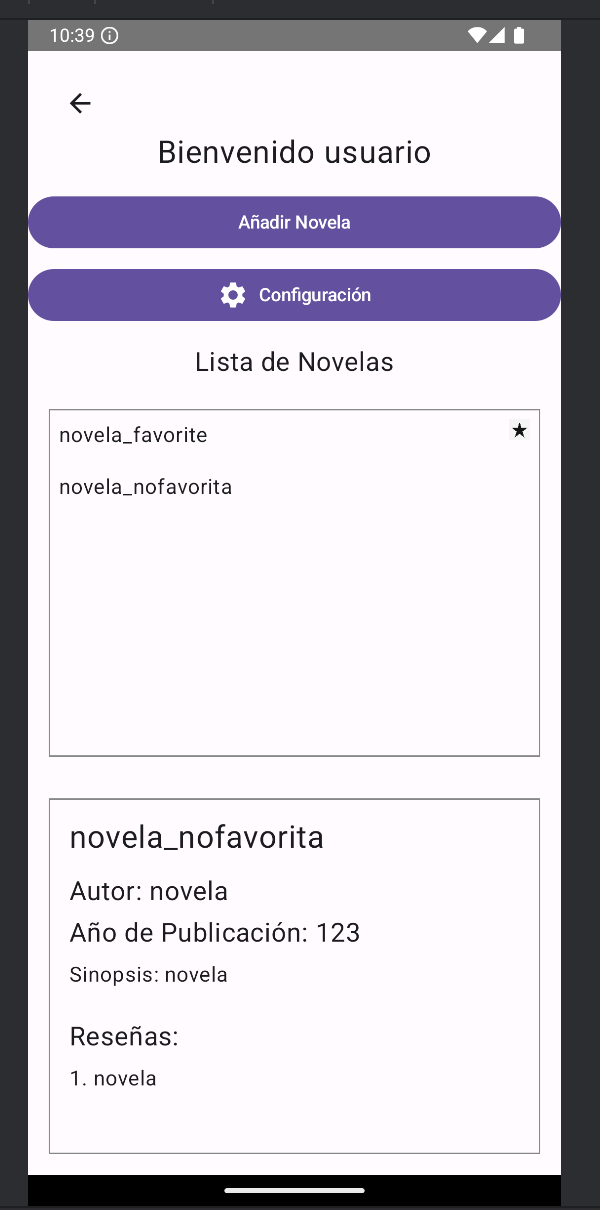 10:39
Bienvenido usuario
Añadir Novela
Configuración
Lista de Novelas
novela_favorite
novela_nofavorita
novela_nofavorita
Autor: novela
Año de Publicación: 123
Sinopsis: novela
Reseñas:
1. novela